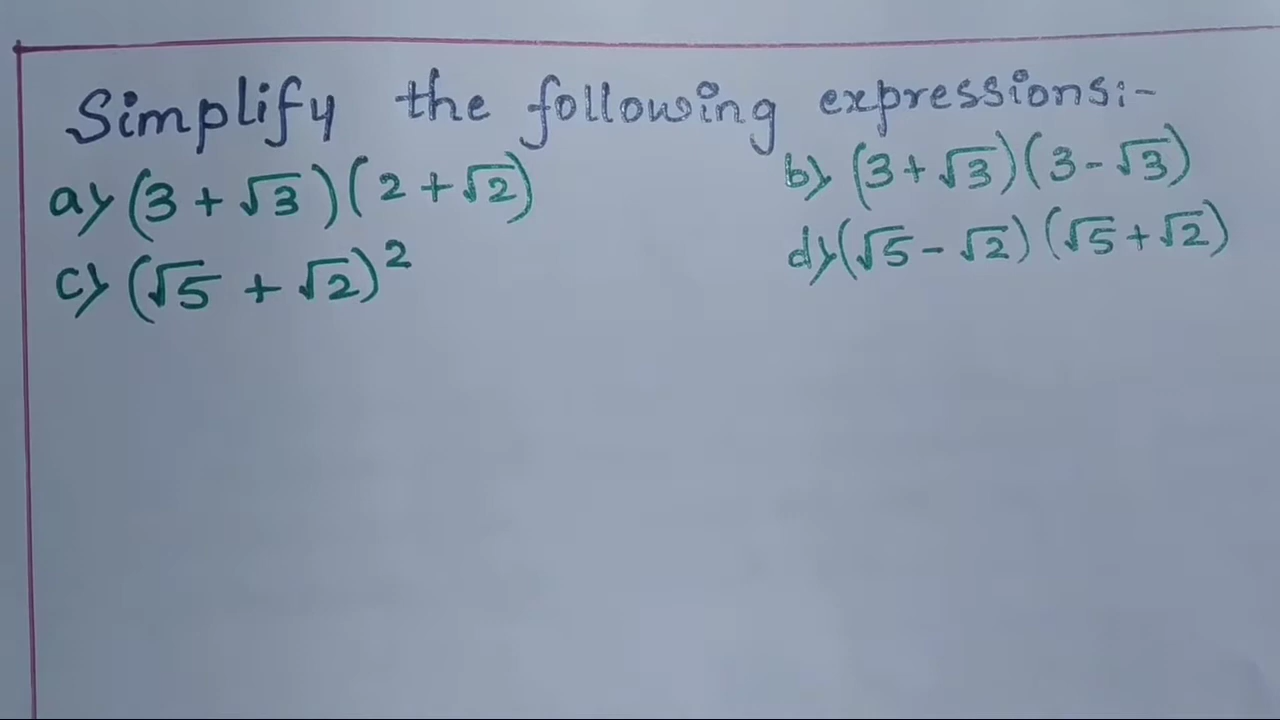 Simplify the following expressions:-
a) (3 + √3)(2 + √2) b) (3 + √3)(3 - √3)
c) (√5 + √2)² d) (√5 - √2)(√5 + √2)